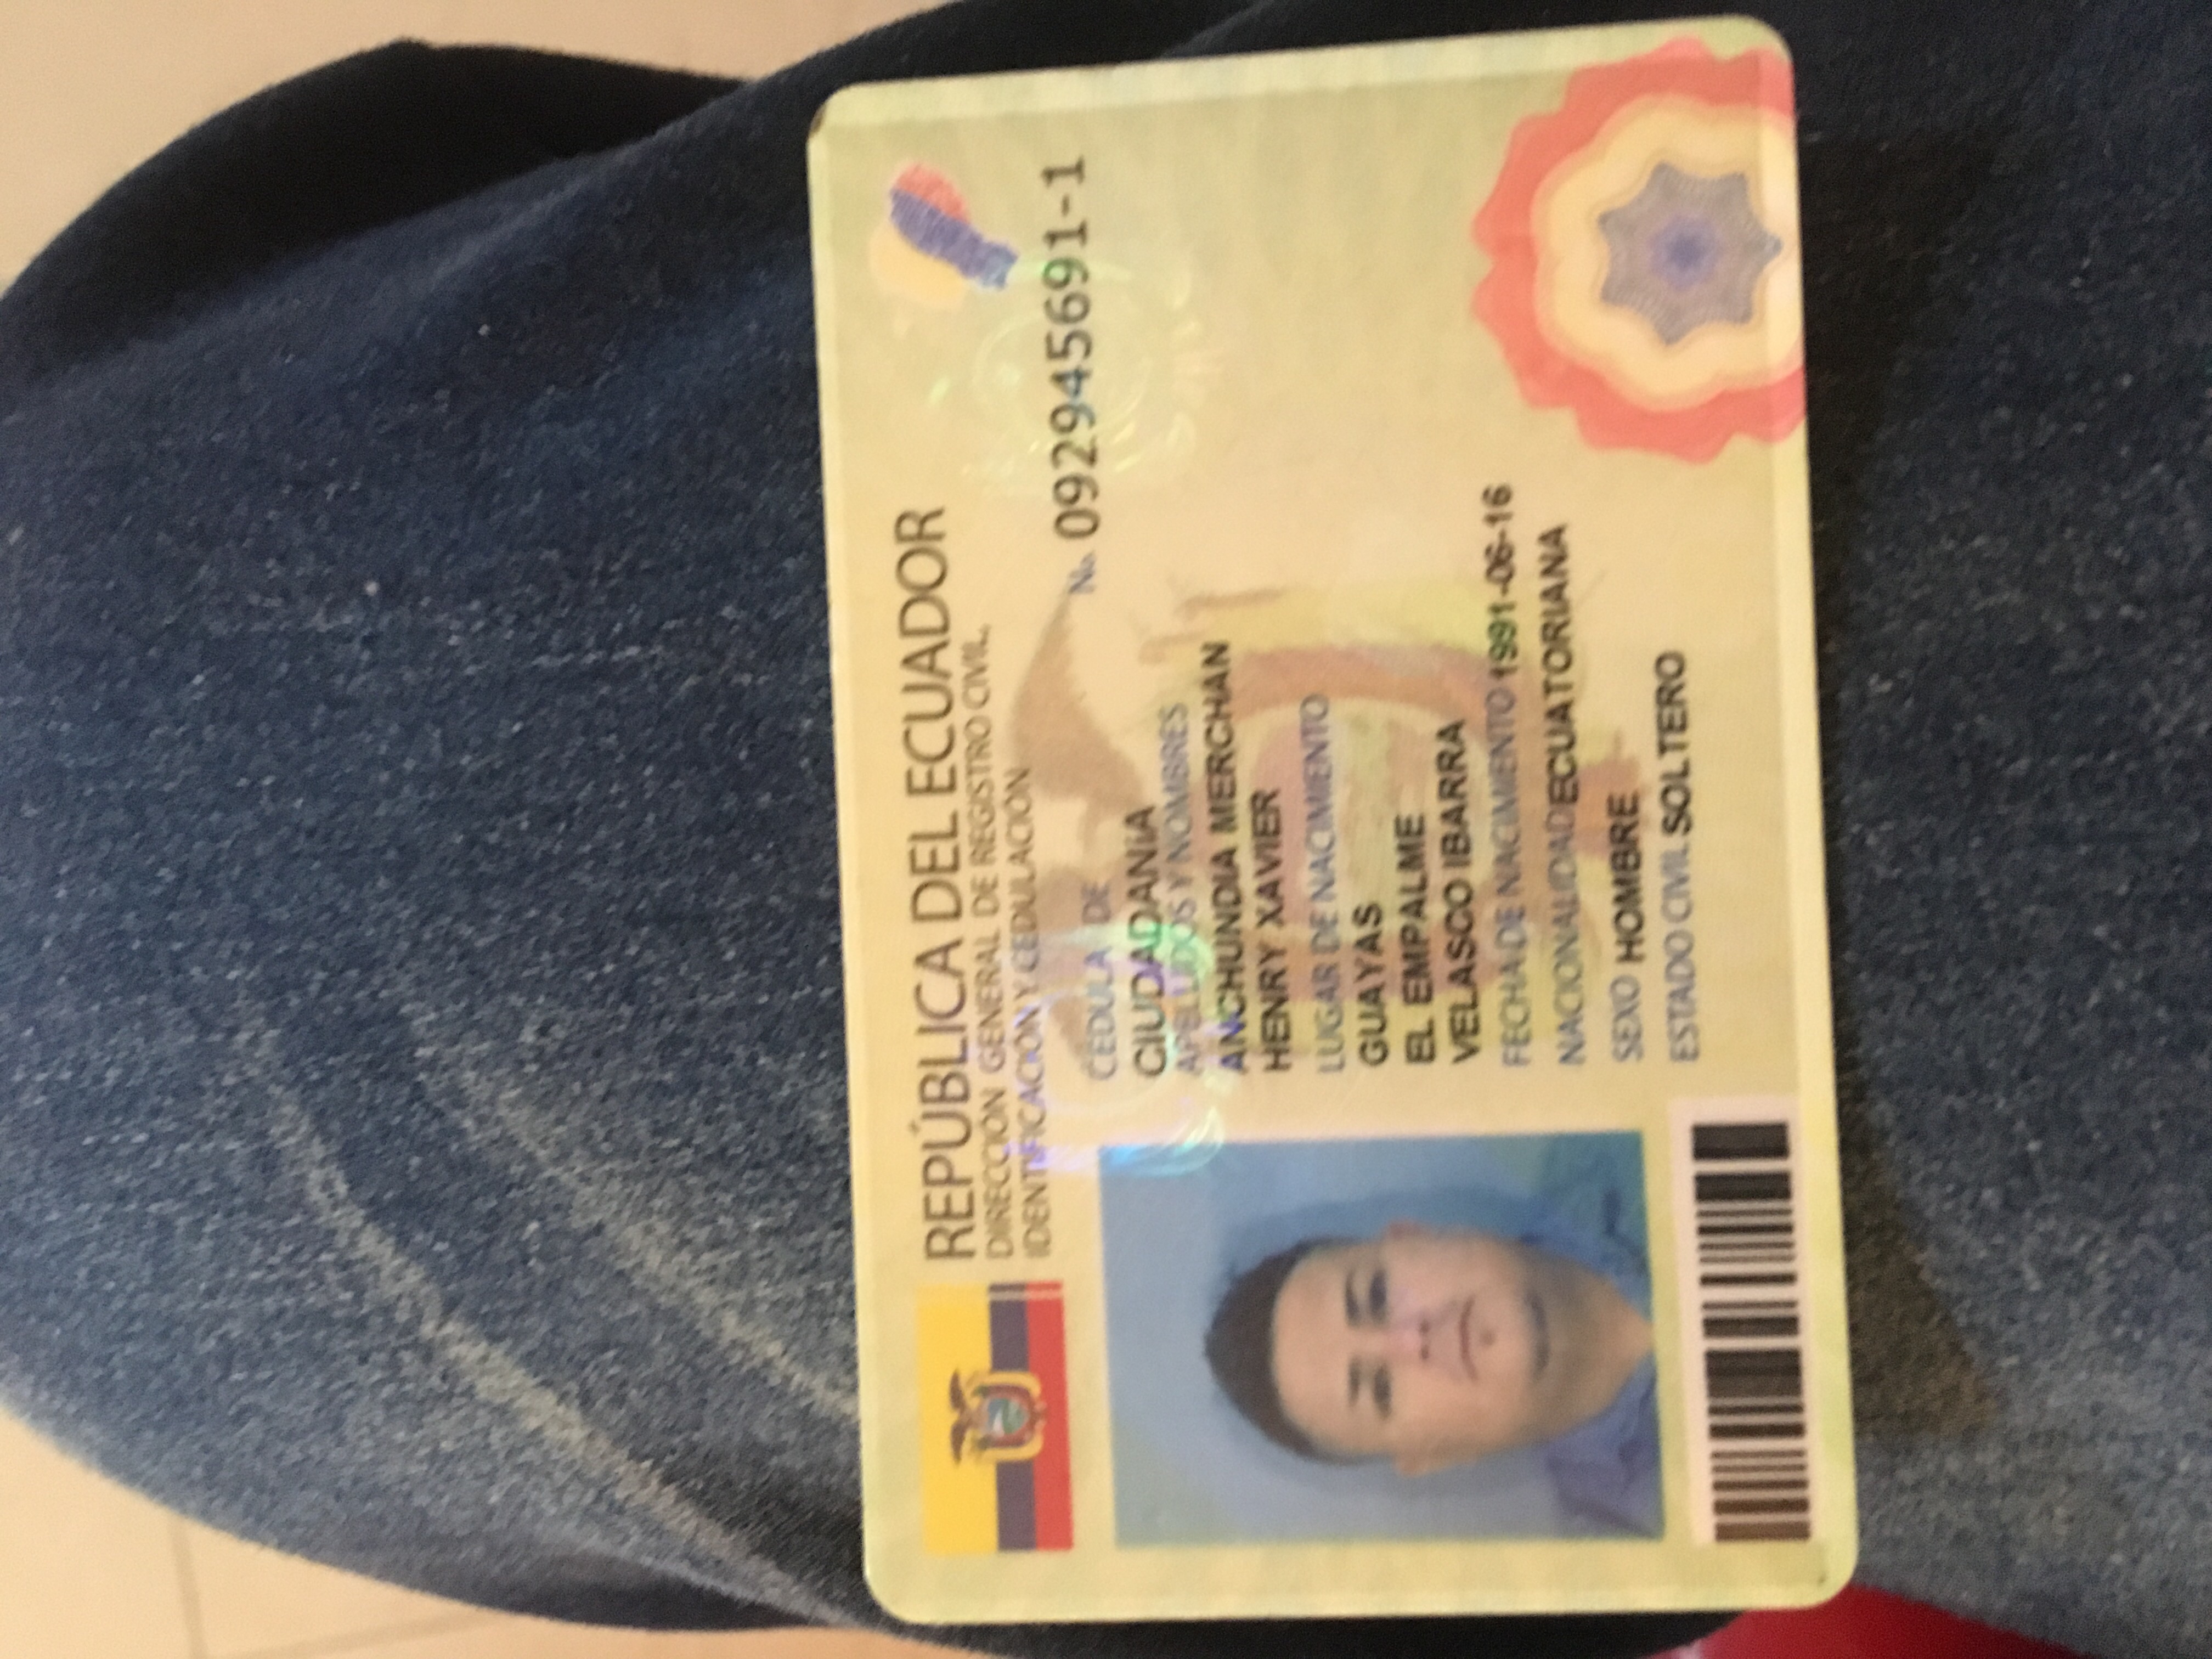 REPÚBLICA DEL ECUADOR
DIRECCIÓN GENERAL DE REGISTRO CIVIL,
IDENTIFICACIÓN Y CEDULACIÓN
CÉDULA DE
No. 092945691-1
CIUDADANÍA
APELLIDOS Y NOMBRES
ANCHUNDIA MERCHAN
HENRY XAVIER
LUGAR DE NACIMIENTO
GUAYAS
EL EMPALME
VELASCO IBARRA
FECHA DE NACIMIENTO 1991-06-16
NACIONALIDAD ECUATORIANA
SEXO HOMBRE
ESTADO CIVIL SOLTERO